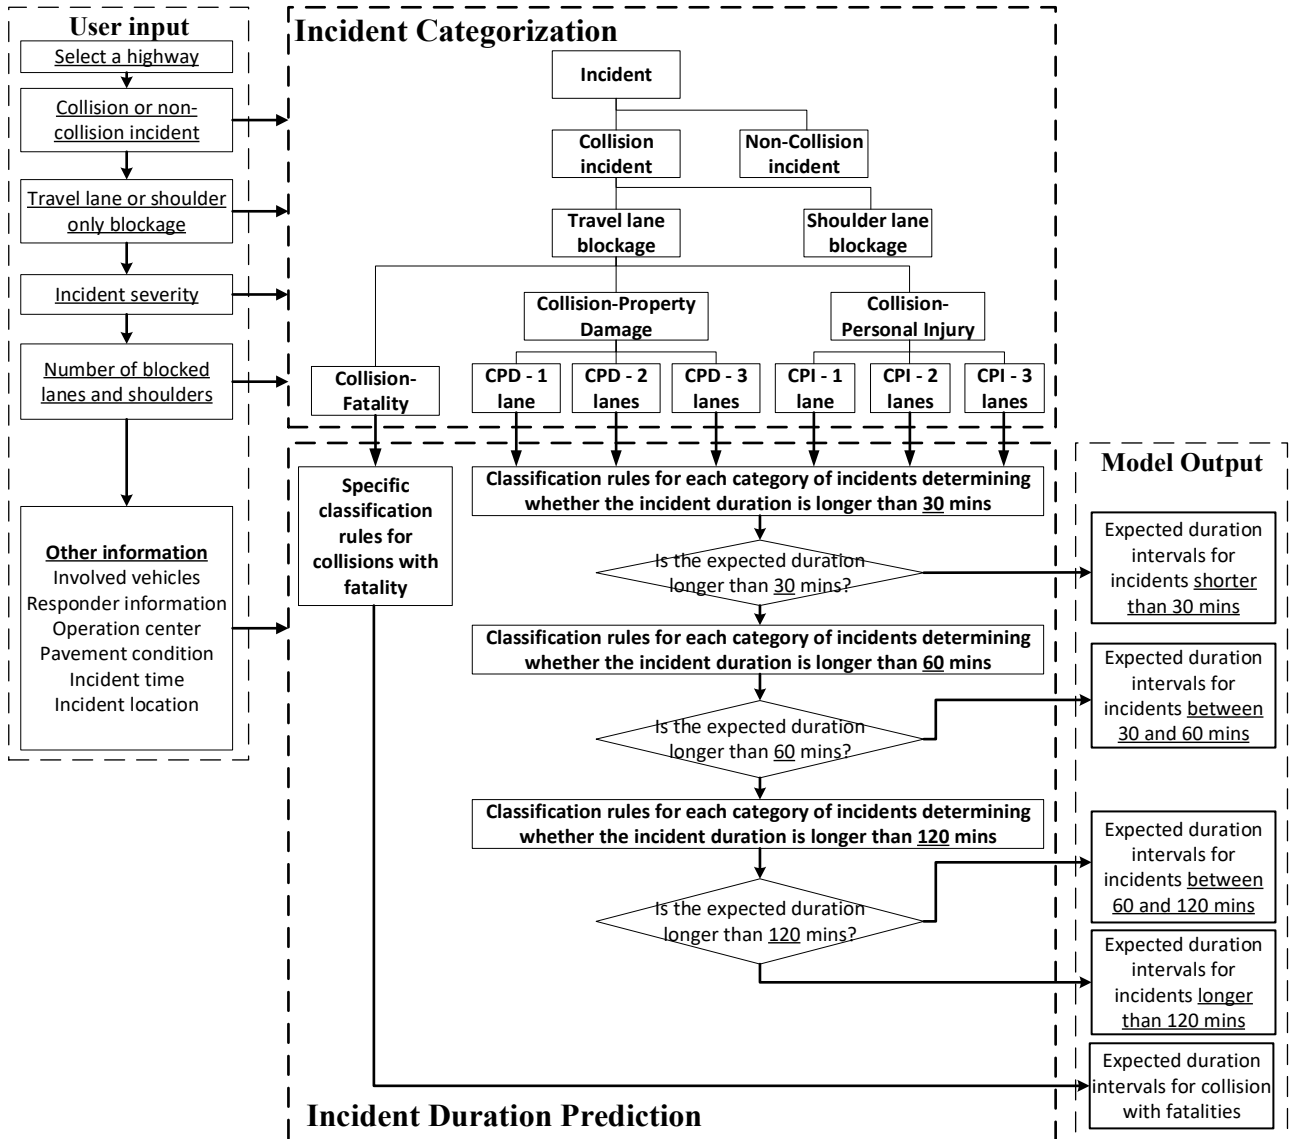 User input
Select a highway
Collision or non-
collision incident
Travel lane or shoulder
only blockage
Incident severity
Number of blocked
lanes and shoulders
Other information
Involved vehicles
Responder information
Operation center
Pavement condition
Incident time
Incident location
Incident Categorization
Incident
Collision
incident
Non-Collision
incident
Travel lane
blockage
Shoulder lane
blockage
Collision-Property
Damage
Collision-
Personal Injury
Collision-
Fatality
CPD - 1
lane
CPD - 2
lanes
CPD - 3
lanes
CPI - 1
lane
CPI - 2
lanes
CPI - 3
lanes
Specific
classification
rules for
collisions with
fatality
Classification rules for each category of incidents determining
whether the incident duration is longer than 30 mins
Is the expected duration
longer than 30 mins?
Classification rules for each category of incidents determining
whether the incident duration is longer than 60 mins
Is the expected duration
longer than 60 mins?
Classification rules for each category of incidents determining
whether the incident duration is longer than 120 mins
Is the expected duration
longer than 120 mins?
Incident Duration Prediction
Model Output
Expected duration
intervals for
incidents shorter
than 30 mins
Expected duration
intervals for
incidents between
30 and 60 mins
Expected duration
intervals for
incidents between
60 and 120 mins
Expected duration
intervals for
incidents longer
than 120 mins
Expected duration
intervals for collision
with fatalities